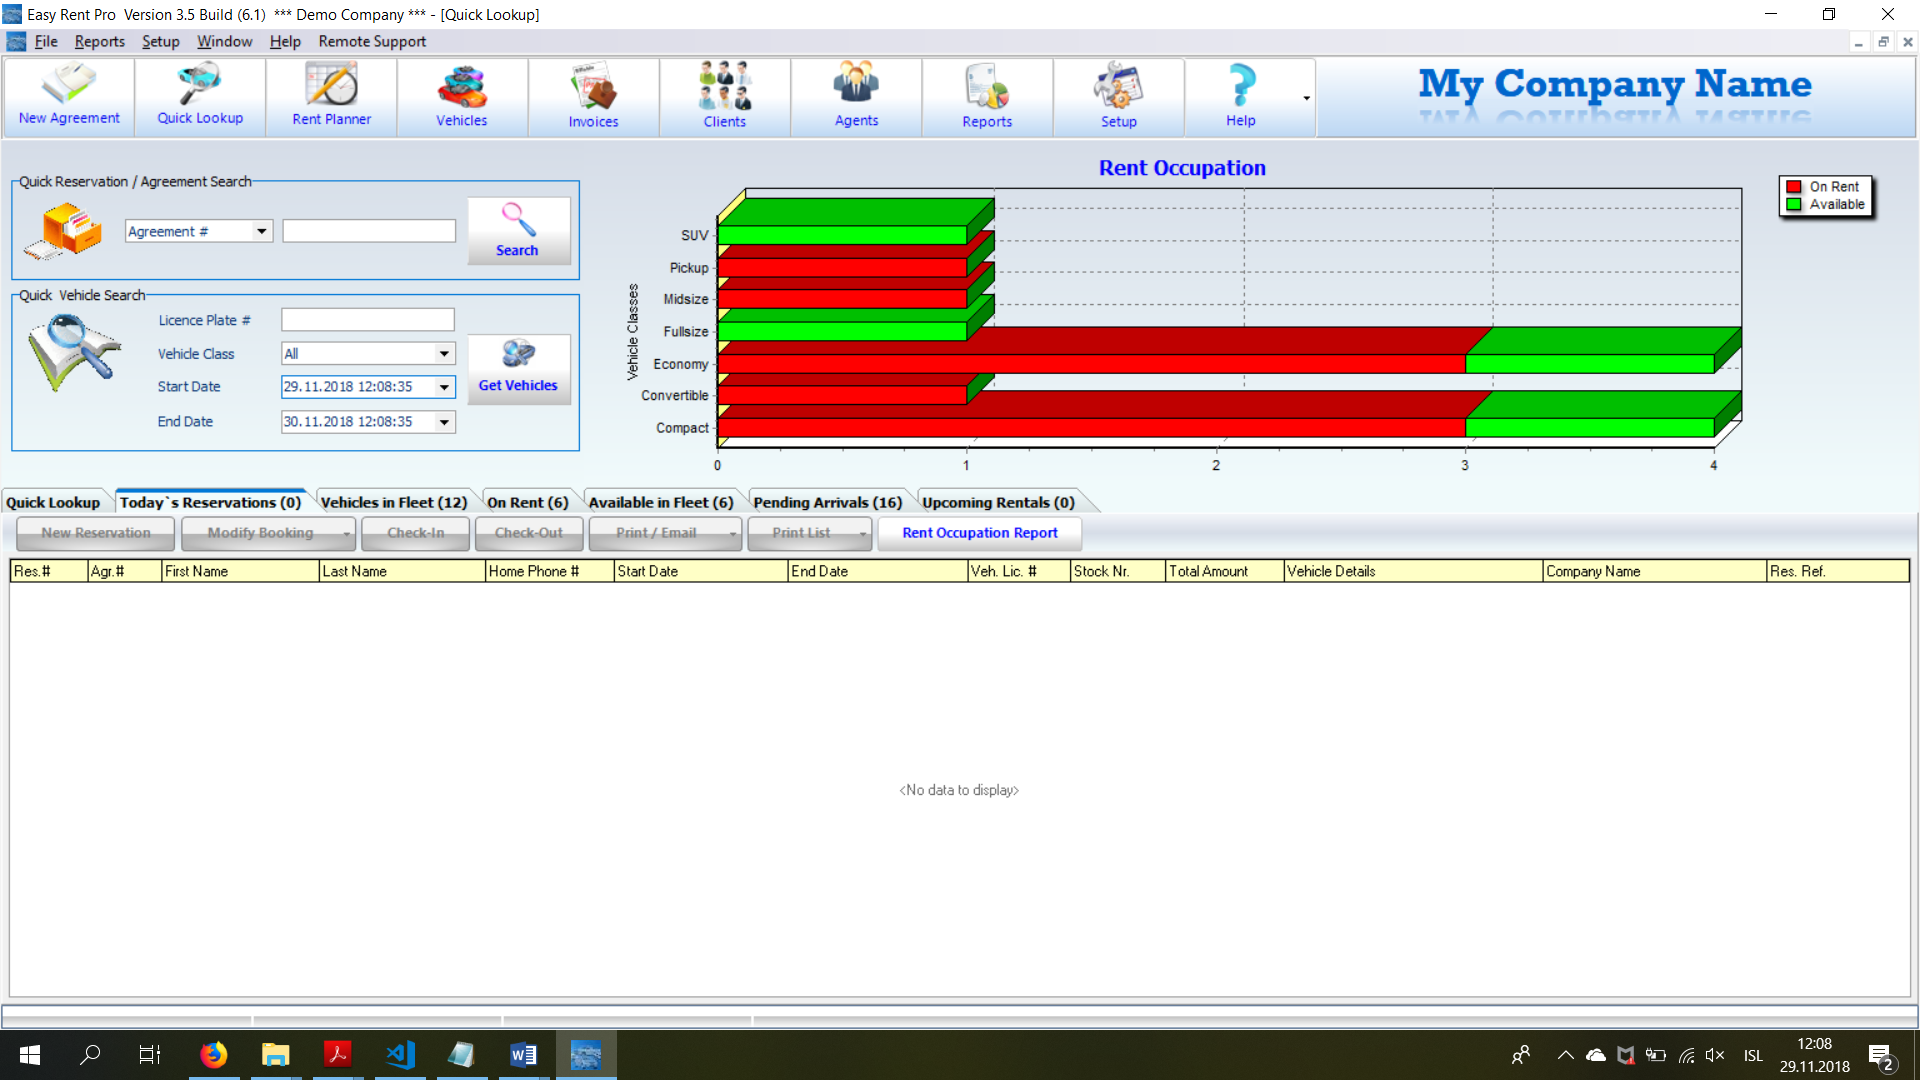 Easy Rent Pro  Version 3.5 Build (6.1)  *** Demo Company *** - [Quick Lookup]
File Reports Setup Window Help Remote Support
New Agreement
Quick Lookup
Rent Planner
Vehicles
Invoices
Clients
Agents
Reports
Setup
Help
My Company Name
Quick Reservation / Agreement Search
Agreement #
Search
Quick  Vehicle Search
Licence Plate #
Vehicle Class
All
Start Date
29.11.2018 12:08:35
End Date
30.11.2018 12:08:35
Get Vehicles
Rent Occupation
On Rent
Available
Vehicle Classes
SUV
Pickup
Midsize
Fullsize
Economy
Convertible
Compact
0 1 2 3 4
Quick Lookup
Today`s Reservations (0)
Vehicles in Fleet (12)
On Rent (6)
Available in Fleet (6)
Pending Arrivals (16)
Upcoming Rentals (0)
New Reservation
Modify Booking
Check-In
Check-Out
Print / Email
Print List
Rent Occupation Report
Res.# Agr.# First Name Last Name Home Phone # Start Date End Date Veh. Lic. # Stock Nr. Total Amount Vehicle Details Company Name Res. Ref.
<No data to display>
ISL
12:08
29.11.2018
2